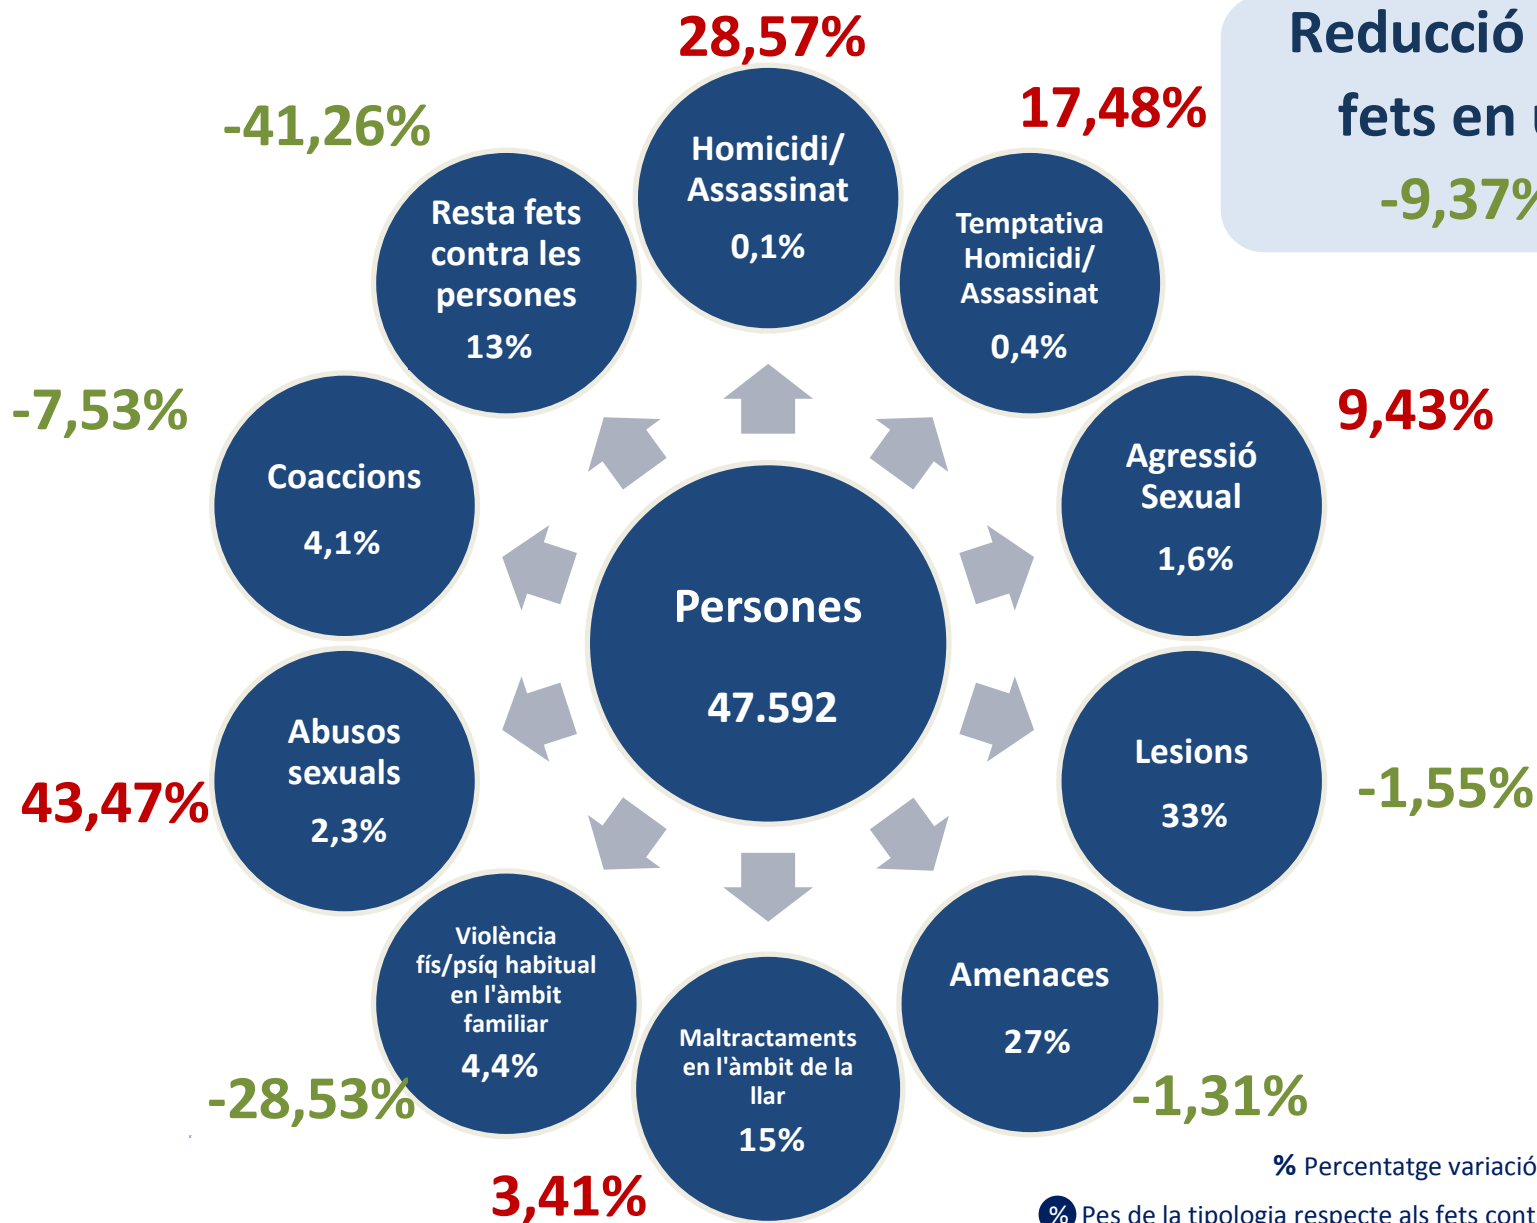 28,57%
Reducció
fets en
-9,37%
-41,26%
17,48%
Homicidi/
Assassinat
0,1%
Resta fets
contra les
persones
13%
Temptativa
Homicidi/
Assassinat
0,4%
-7,53%
9,43%
Coaccions
4,1%
Agressió
Sexual
1,6%
Persones
47.592
Abusos
sexuals
2,3%
43,47%
Lesions
33%
-1,55%
Violència
fís/psíq habitual
en l'àmbit
familiar
4,4%
-28,53%
Maltractaments
en l'àmbit de la
llar
15%
3,41%
Amenaces
27%
-1,31%
% Percentatge variació
% Pes de la tipologia respecte als fets